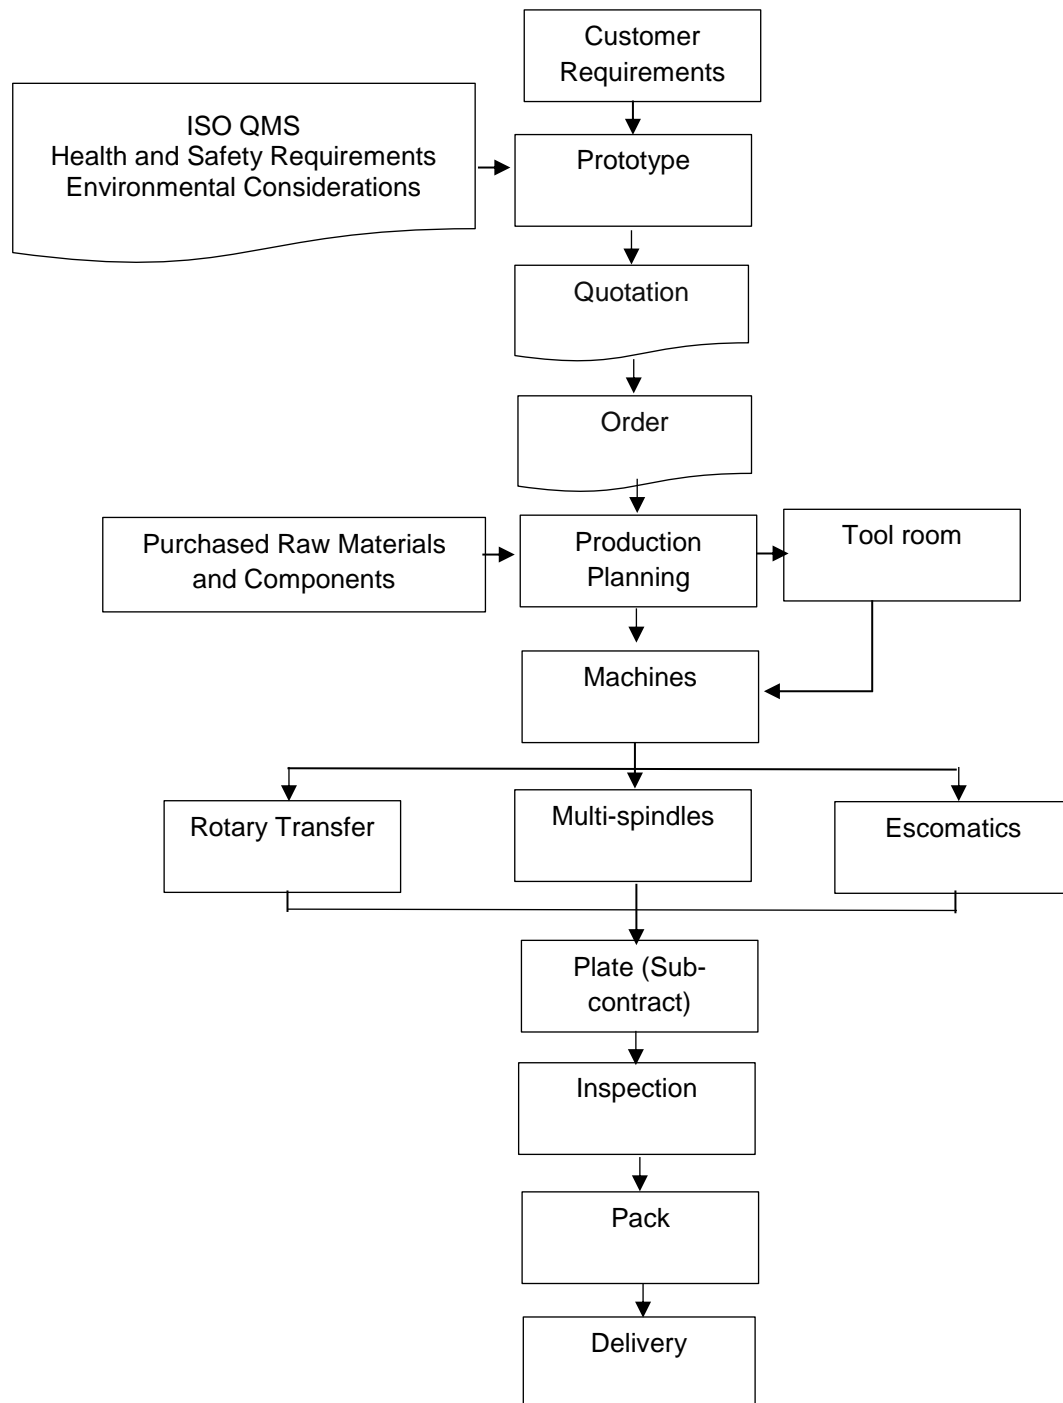 Customer
Requirements
ISO QMS
Health and Safety Requirements
Environmental Considerations
Prototype
Quotation
Order
Purchased Raw Materials
and Components
Production
Planning
Tool room
Machines
Rotary Transfer
Multi-spindles
Escomatics
Plate (Sub-
contract)
Inspection
Pack
Delivery